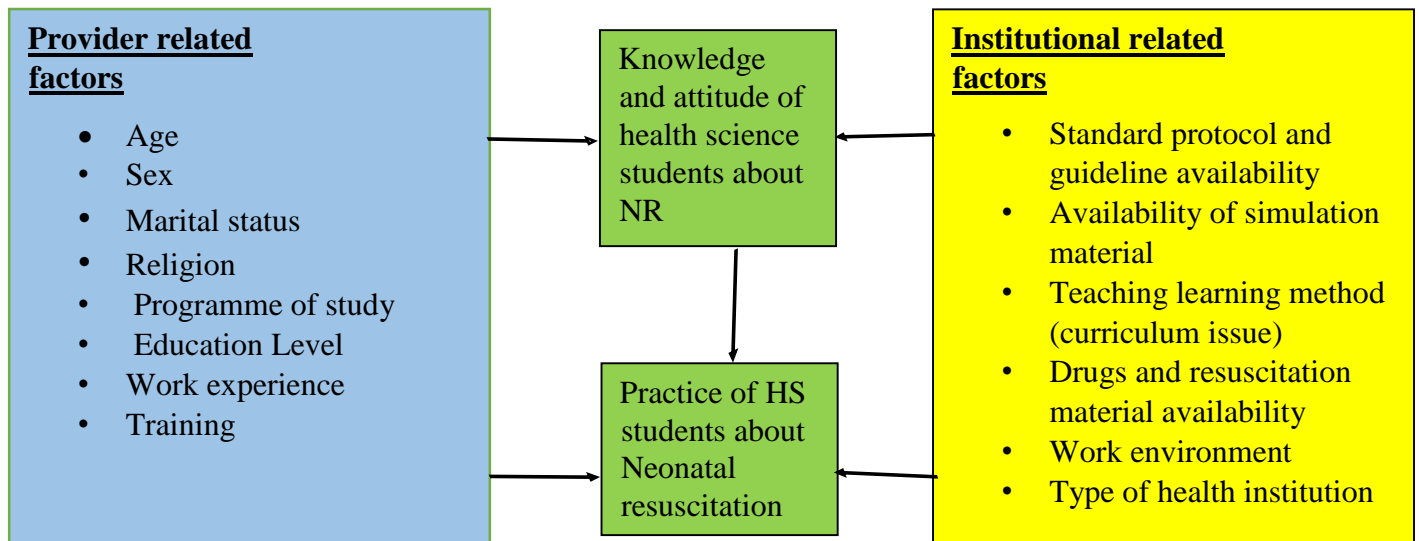 Provider related
factors
• Age
• Sex
• Marital status
• Religion
• Programme of study
• Education Level
• Work experience
• Training
Knowledge
and attitude of
health science
students about
NR
Practice of HS
students about
Neonatal
resuscitation
Institutional related
factors
• Standard protocol and
guideline availability
• Availability of simulation
material
• Teaching learning method
(curriculum issue)
• Drugs and resuscitation
material availability
• Work environment
• Type of health institution